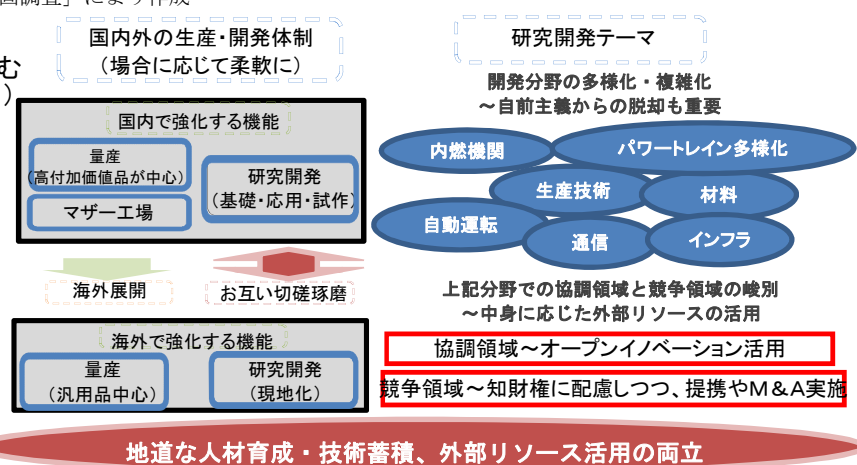 回調査」により作成
国内外の生産・開発体制
(場合に応じて柔軟に)
む
)
国内で強化する機能
量産
(高付加価値品が中心)
マザー工場
研究開発
(基礎・応用・試作)
海外展開
お互い切磋琢磨
海外で強化する機能
量産
(汎用品中心)
研究開発
(現地化)
研究開発テーマ
開発分野の多様化・複雑化
～自前主義からの脱却も重要
内燃機関
パワートレイン多様化
生産技術
材料
自動運転
通信
インフラ
上記分野での協調領域と競争領域の峻別
～中身に応じた外部リソースの活用
協調領域～オープンイノベーション活用
競争領域～知財権に配慮しつつ、提携やM&A実施
地道な人材育成・技術蓄積、外部リソース活用の両立